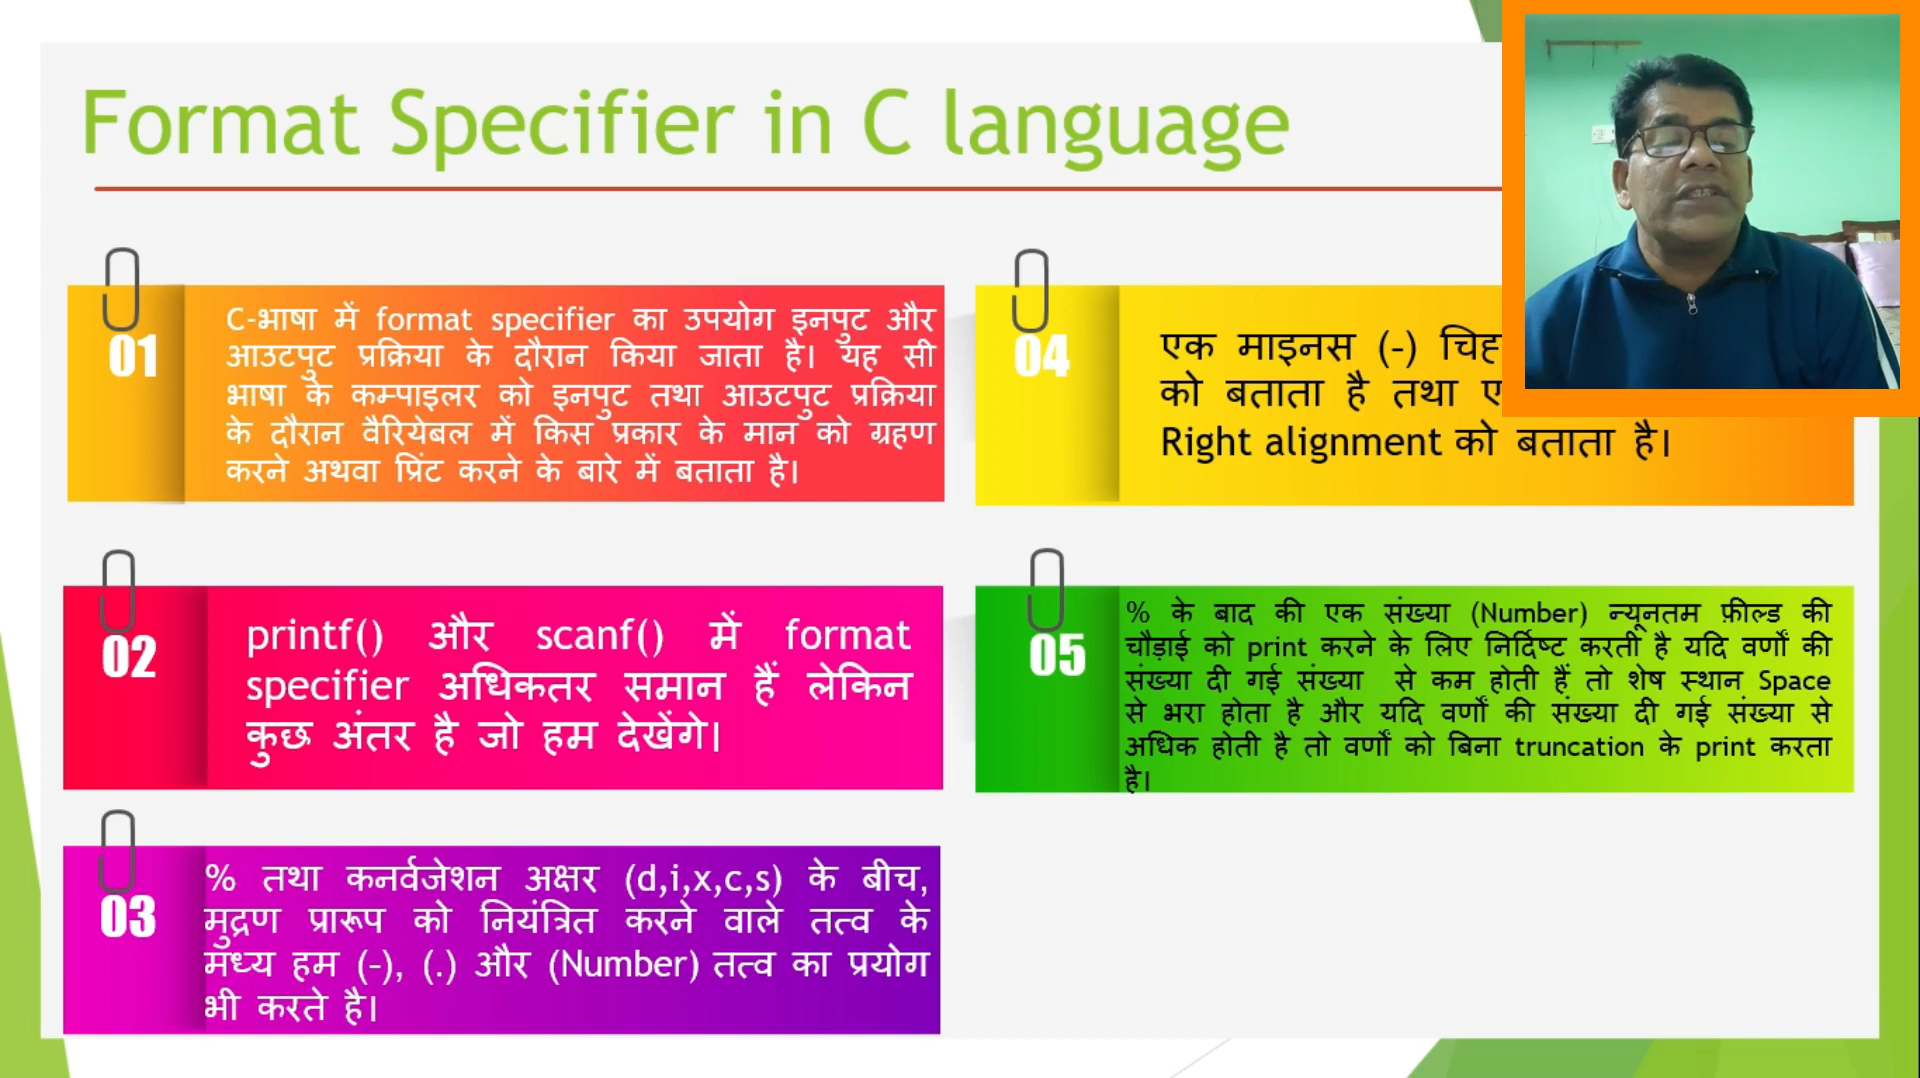 Format Specifier in C language
01
C-भाषा में format specifier का उपयोग इनपुट और
आउटपुट प्रक्रिया के दौरान किया जाता है। यह सी
भाषा के कम्पाइलर को इनपुट तथा आउटपुट प्रक्रिया
के दौरान वैरियेबल में किस प्रकार के मान को ग्रहण
करने अथवा प्रिंट करने के बारे में बताता है।
02
printf() और scanf() में format
specifier अधिकतर समान हैं लेकिन
कुछ अंतर है जो हम देखेंगे।
03
% तथा कनर्वजेशन अक्षर (d,i,x,c,s) के बीच,
मुद्रण प्रारूप को नियंत्रित करने वाले तत्व के
मध्य हम (-), (.) और (Number) तत्व का प्रयोग
भी करते है।
04
एक माइनस (-)
को बताता है तथा
Right alignment को बताता है।
05
% के बाद की एक संख्या (Number) न्यूनतम फ़ील्ड की
चौड़ाई को print करने के लिए निर्दिष्ट करती है यदि वर्णों की
संख्या दी गई संख्या से कम होती हैं तो शेष स्थान Space
से भरा होता है और यदि वर्णों की संख्या दी गई संख्या से
अधिक होती है तो वर्णों को बिना truncation के print करता
है।